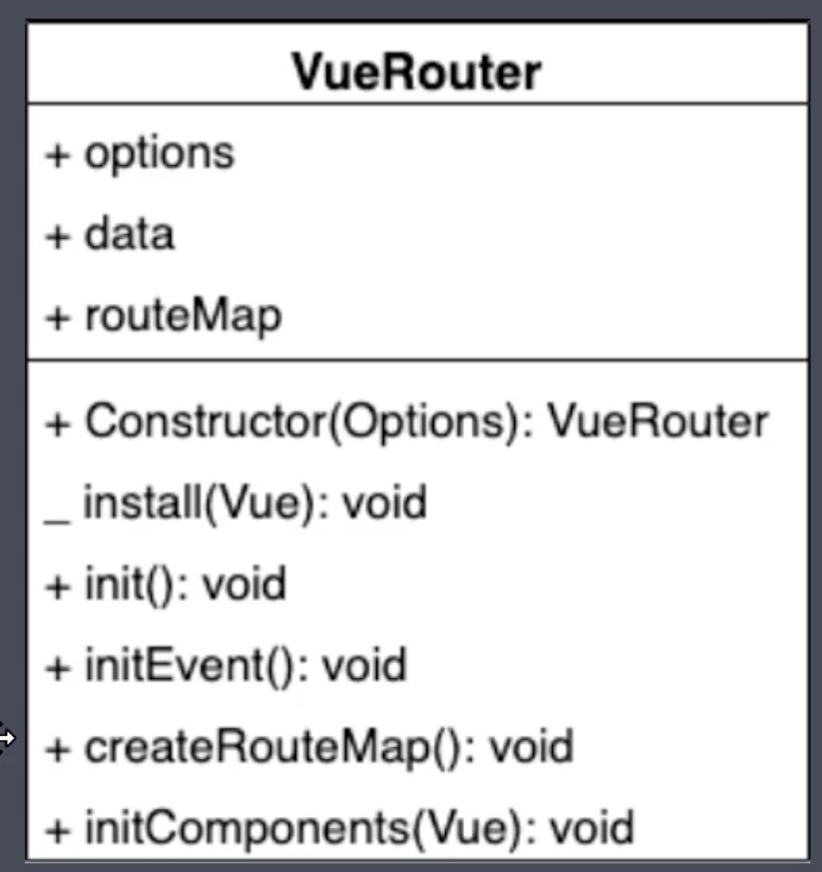 VueRouter
+ options
+ data
+ routeMap
+ Constructor(Options): VueRouter
_ install(Vue): void
+ init(): void
+ initEvent(): void
+ createRouteMap(): void
+ initComponents(Vue): void